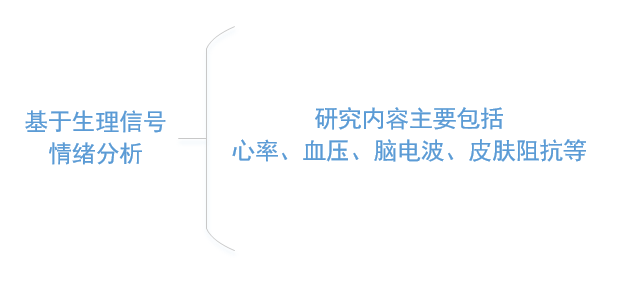 基于生理信号
情绪分析
研究内容主要包括
心率、血压、脑电波、皮肤阻抗等